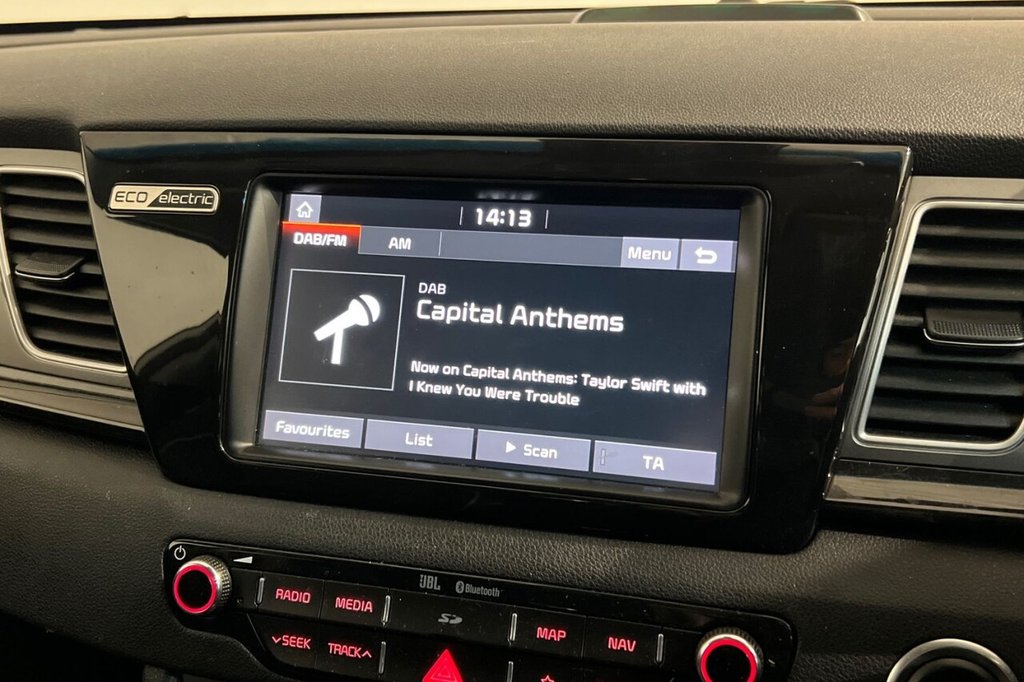 ECO electric
14:13
DAB/FM AM Menu
DAB
Capital Anthems
Now on Capital Anthems: Taylor Swift with
I Knew You Were Trouble
Favourites List Scan TA
JBL Bluetooth
RADIO MEDIA SD MAP NAV
SEEK TRACK